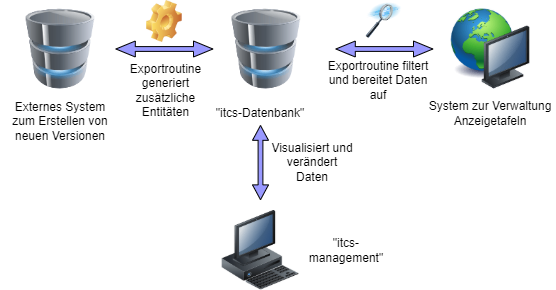 Externes System
zum Erstellen von
neuen Versionen
Exportroutine
generiert
zusätzliche
Entitäten
"itcs-Datenbank"
Exportroutine filtert
und bereitet Daten
auf
System zur Verwaltung
Anzeigetafeln
Visualisiert und
verändert
Daten
"itcs-
management"